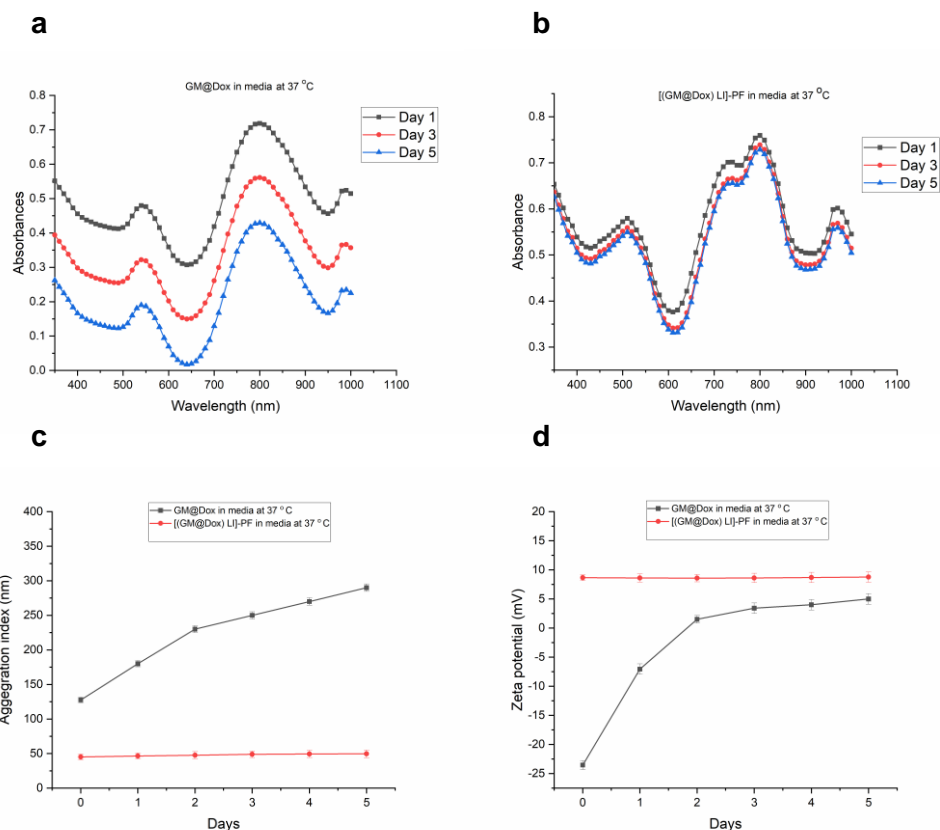 a
GM@Dox in media at 37 °C
Day 1
Day 3
Day 5
Absorbances
0.8
0.7
0.6
0.5
0.4
0.3
0.2
0.1
0.0
400 500 600 700 800 900 1000 1100
Wavelength (nm)
b
[(GM@Dox) LI]-PF in media at 37 °C
Day 1
Day 3
Day 5
Absorbance
0.8
0.7
0.6
0.5
0.4
0.3
400 500 600 700 800 900 1000 1100
Wavelength (nm)
c
GM@Dox in media at 37 °C
[(GM@Dox) LI]-PF in media at 37 °C
Aggegration index (nm)
400
350
300
250
200
150
100
50
0
0 1 2 3 4 5
Days
d
GM@Dox in media at 37 °C
[(GM@Dox) LI]-PF in media at 37 °C
Zeta potential (mV)
20
15
10
5
0
-5
-10
-15
-20
-25
0 1 2 3 4 5
Days